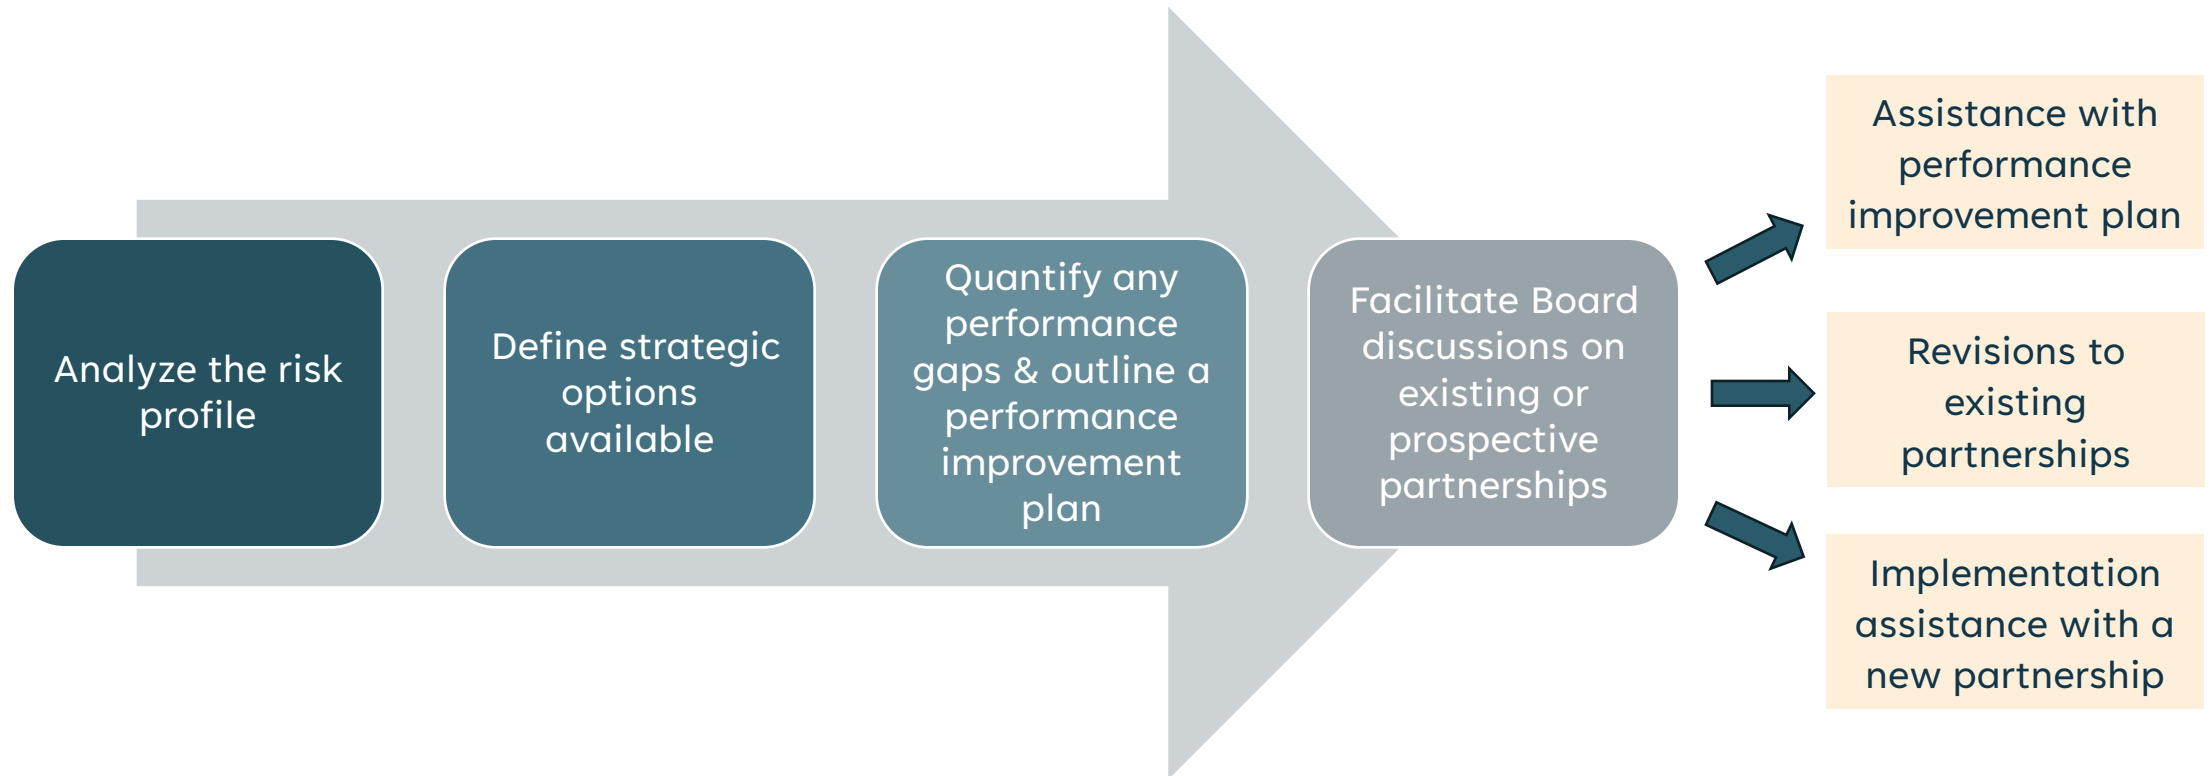 Analyze the risk
profile
Define strategic
options
available
Quantify any
performance
gaps & outline a
performance
improvement
plan
Facilitate Board
discussions on
existing or
prospective
partnerships
Assistance with
performance
improvement plan
Revisions to
existing
partnerships
Implementation
assistance with a
new partnership